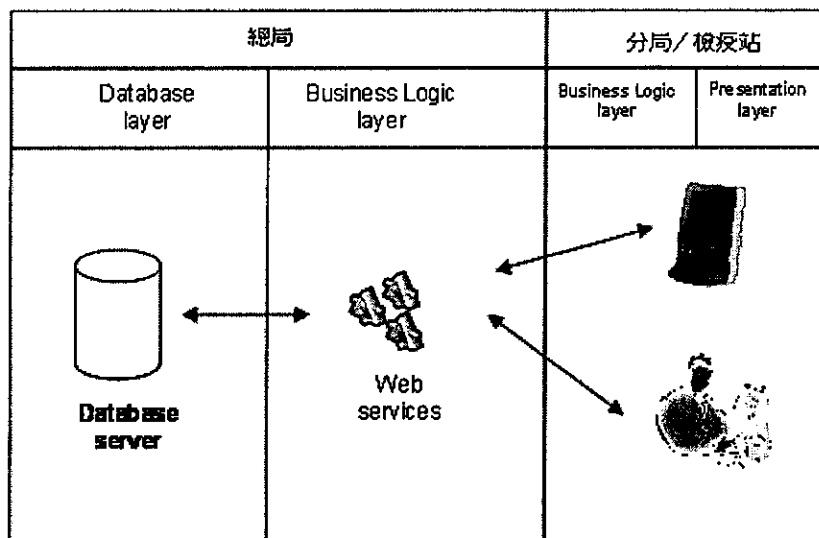 總局
分局/檢疫站
Database
layer
Business Logic
layer
Business Logic
layer
Presentation
layer
Web
services
Database
server